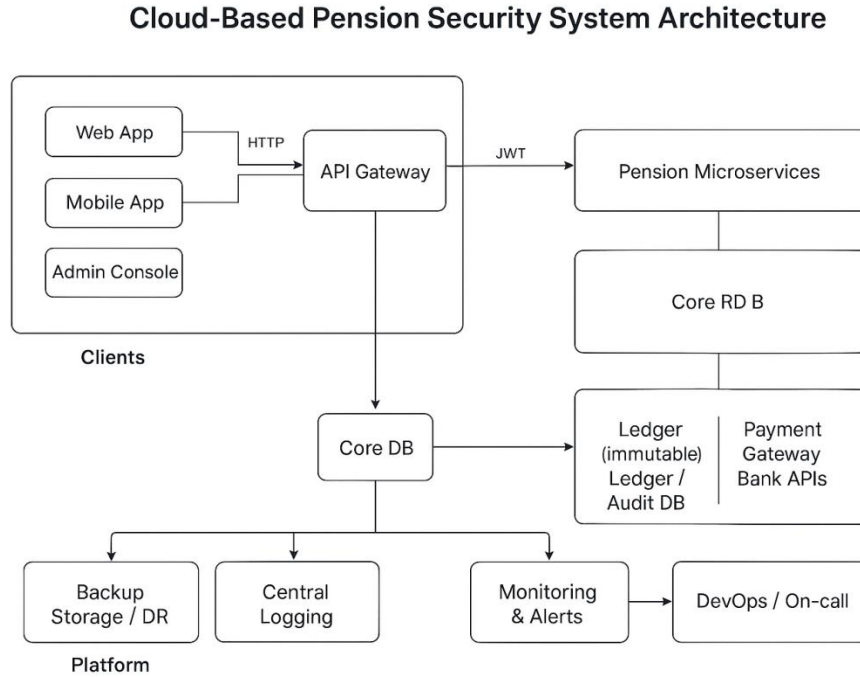 Cloud-Based Pension Security System Architecture
Web App
HTTP
API Gateway
JWT
Pension Microservices
Mobile App
Admin Console
Clients
Core RD B
Core DB
Ledger
(immutable)
Ledger /
Audit DB
Payment
Gateway
Bank APIs
Backup
Storage / DR
Central
Logging
Monitoring
& Alerts
DevOps / On-call
Platform